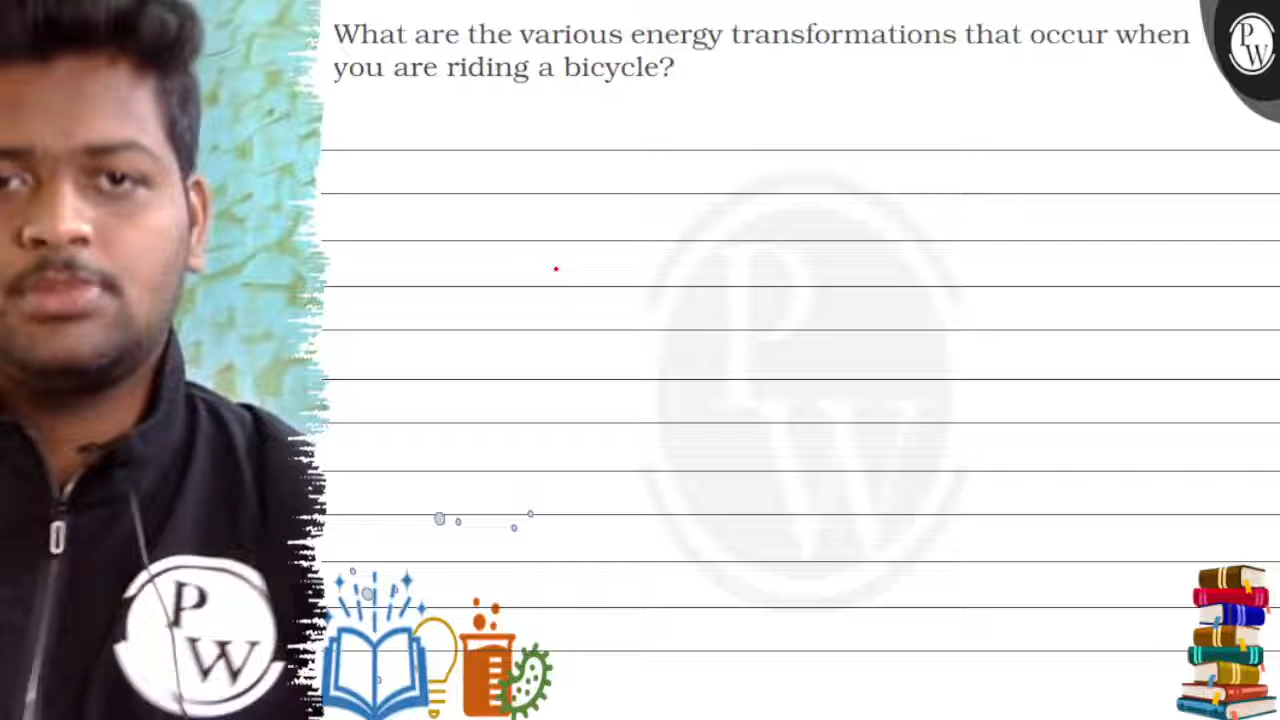 What are the various energy transformations that occur when
you are riding a bicycle?
P
W
P
W
P
W